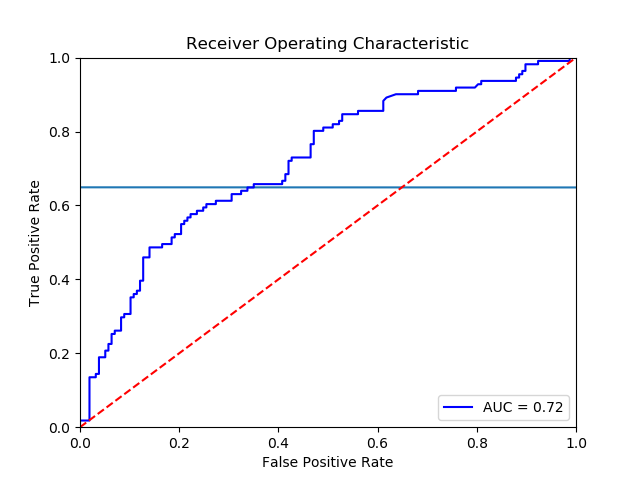 Receiver Operating Characteristic
True Positive Rate
1.0
0.8
0.6
0.4
0.2
0.0
AUC = 0.72
0.0 0.2 0.4 0.6 0.8 1.0
False Positive Rate